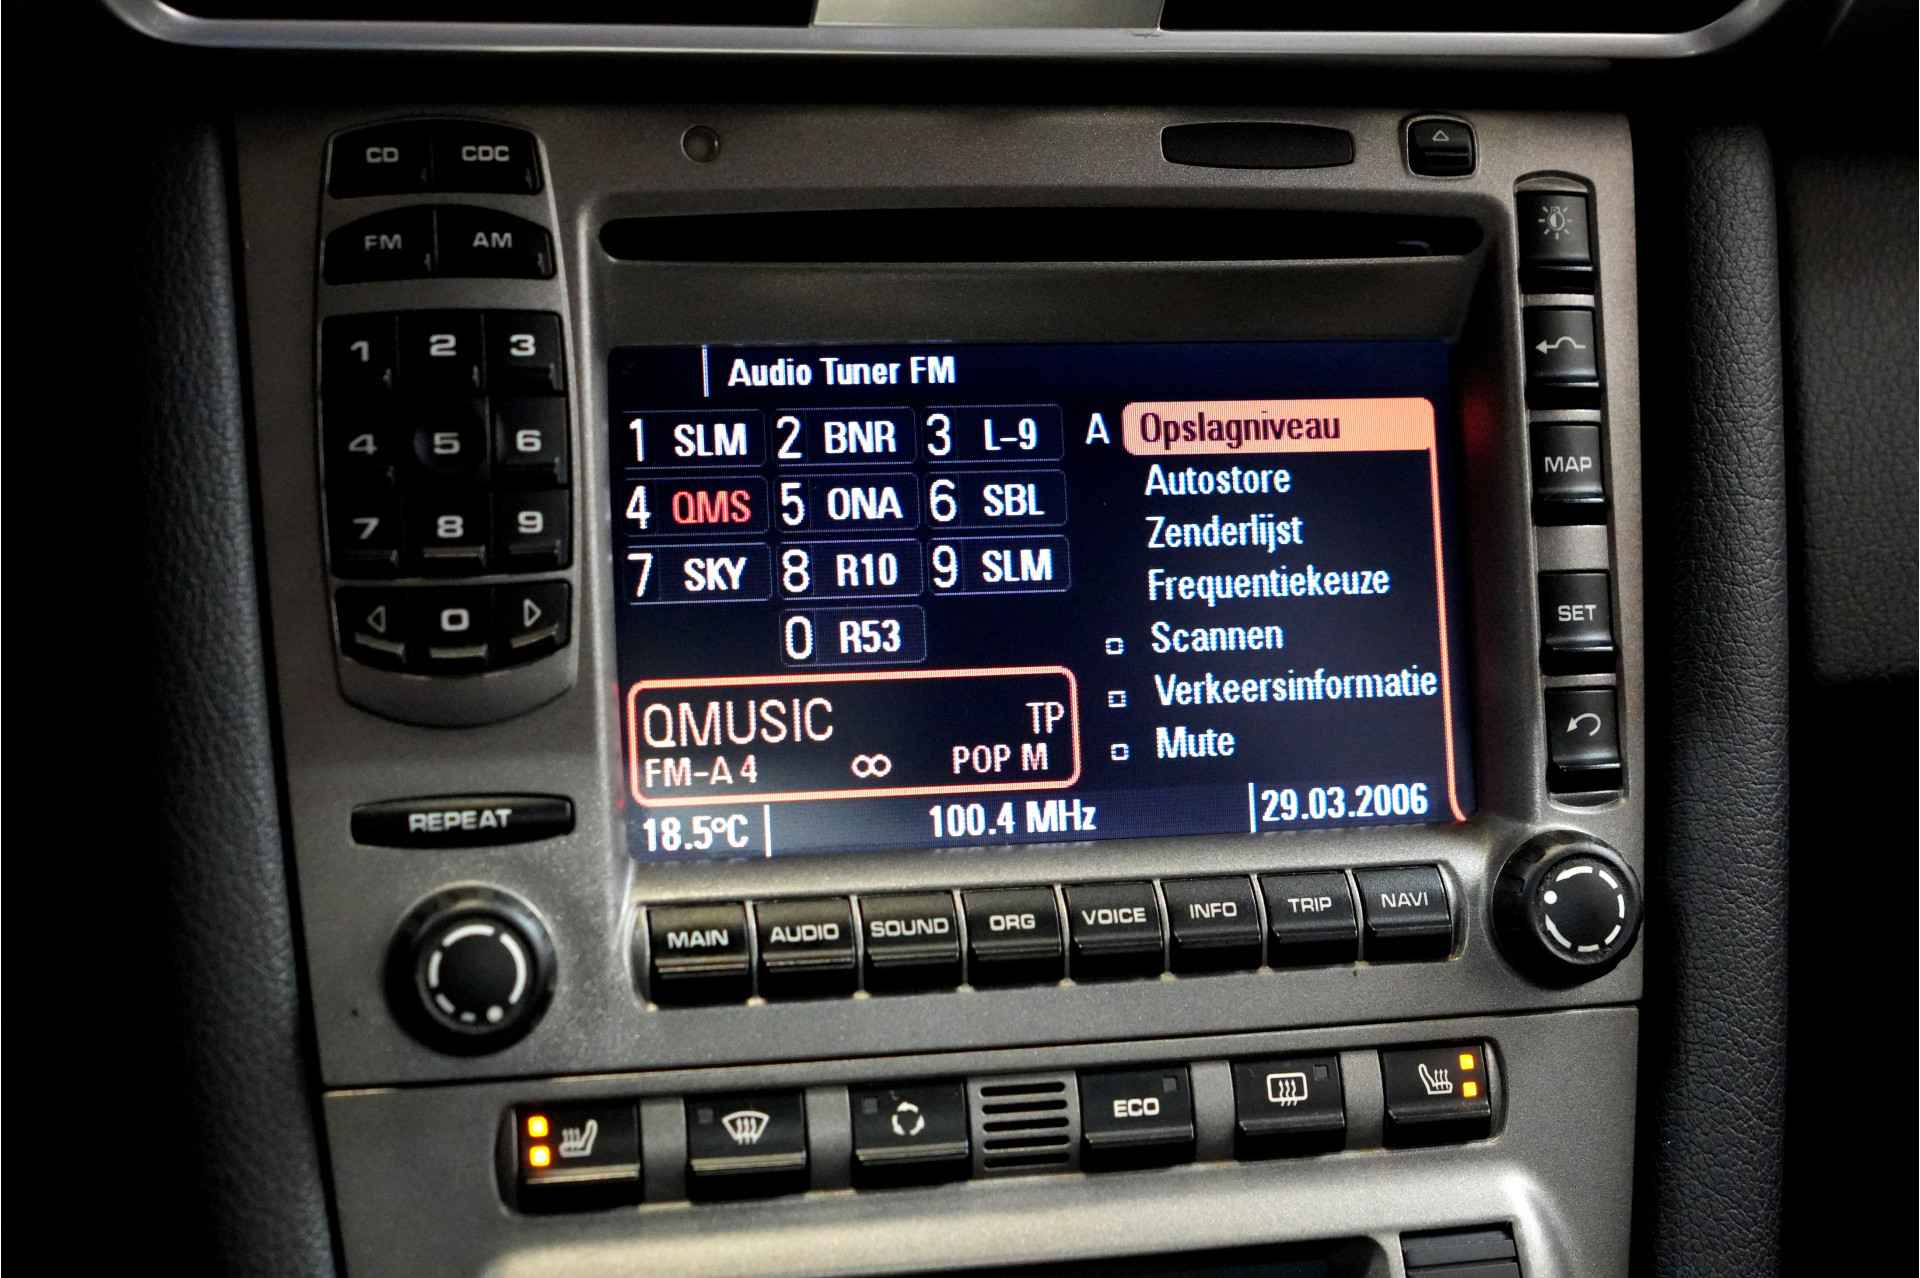 CD CDC
FM AM
1 2 3
4 5 6
7 8 9
0
REPEAT
Audio Tuner FM
1 SLM 2 BNR 3 L-9
4 QMS 5 ONA 6 SBL
7 SKY 8 R10 9 SLM
0 R53
QMUSIC TP
FM-A 4 ∞ POP M
A Opslagniveau
Autostore
Zenderlijst
Frequentiekeuze
Scannen
Verkeersinformatie
Mute
18.5°C 100.4 MHz 29.03.2006
MAP
SET
MAIN AUDIO SOUND ORG VOICE INFO TRIP NAVI
ECO